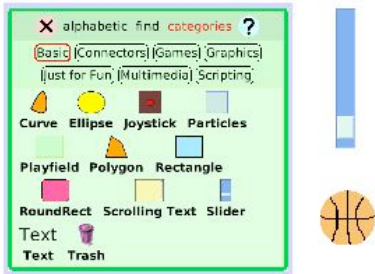 alphabetic find categories ?
Basic Connectors Games Graphics
Just for Fun Multimedia Scripting
Curve Ellipse Joystick Particles
Playfield Polygon Rectangle
RoundRect Scrolling Text Slider
Text
Text Trash